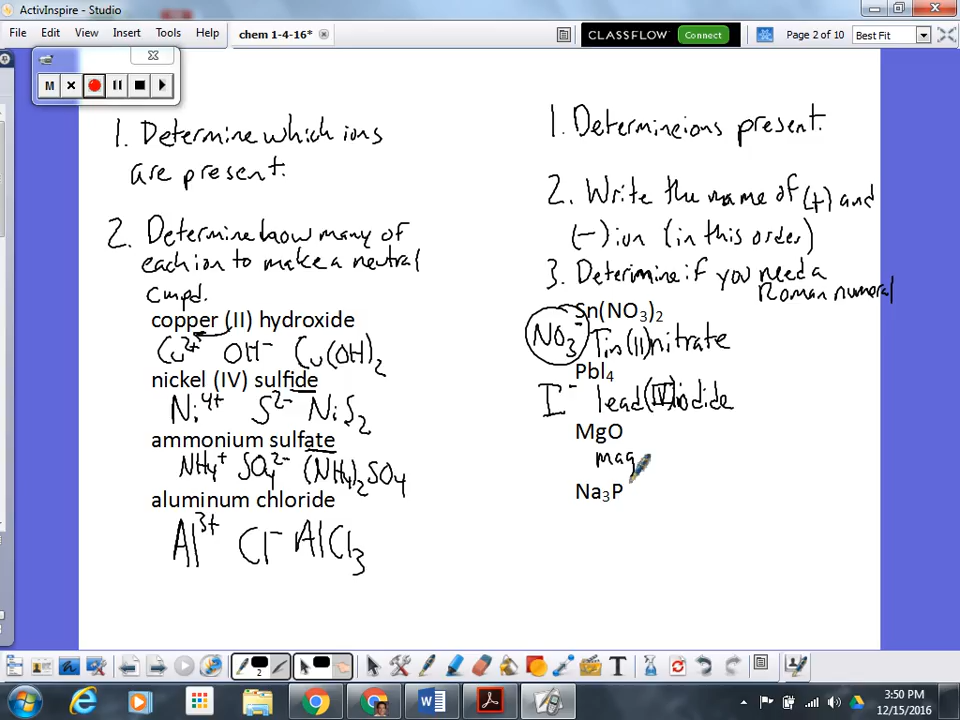 ActivInspire - Studio
File Edit View Insert Tools Help
chem 1-4-16*
CLASSFLOW Connect
Page 2 of 10
Best Fit
M
1. Determine which ions
are present.
2. Determine how many of
each ion to make a neutral
cmpd.
copper (II) hydroxide
Cu²⁺ OH⁻ Cu(OH)₂
nickel (IV) sulfide
Ni⁴⁺ S²⁻ NiS₂
ammonium sulfate
NH₄⁺ SO₄²⁻ (NH₄)₂SO₄
aluminum chloride
Al³⁺ Cl⁻ AlCl₃
1. Determine ions present.
2. Write the name of (+) and
(-) ion (in this order)
3. Determine if you need a
Roman numeral
Sn(NO₃)₂
NO₃⁻ Tin(II) nitrate
PbI₄
I⁻ lead(IV) iodide
MgO
mag
Na₃P
2
T
W
3:50 PM
12/15/2016